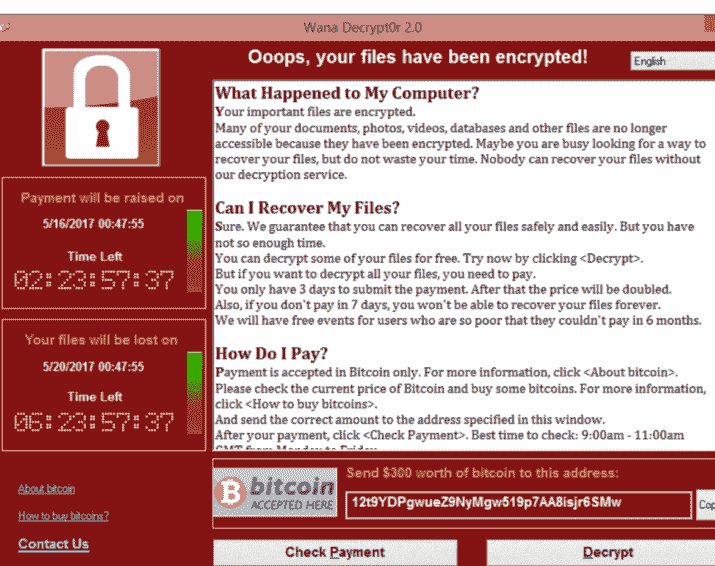 Wana Decrypt0r 2.0
Ooops, your files have been encrypted!
English
What Happened to My Computer?
Your important files are encrypted.
Many of your documents, photos, videos, databases and other files are no longer
accessible because they have been encrypted. Maybe you are busy looking for a way to
recover your files, but do not waste your time. Nobody can recover your files without
our decryption service.
Can I Recover My Files?
Sure. We guarantee that you can recover all your files safely and easily. But you have
not so enough time.
You can decrypt some of your files for free. Try now by clicking <Decrypt>.
But if you want to decrypt all your files, you need to pay.
You only have 3 days to submit the payment. After that the price will be doubled.
Also, if you don't pay in 7 days, you won't be able to recover your files forever.
We will have free events for users who are so poor that they couldn't pay in 6 months.
How Do I Pay?
Payment is accepted in Bitcoin only. For more information, click <About bitcoin>.
Please check the current price of Bitcoin and buy some bitcoins. For more information,
click <How to buy bitcoins>.
And send the correct amount to the address specified in this window.
After your payment, click <Check Payment>. Best time to check: 9:00am - 11:00am
GMT from Monday to Friday
Payment will be raised on
5/16/2017 00:47:55
Time Left
02:23:57:37
Your files will be lost on
5/20/2017 00:47:55
Time Left
06:23:57:37
About bitcoin
How to buy bitcoins?
Contact Us
bitcoin
ACCEPTED HERE
Send $300 worth of bitcoin to this address:
12t9YDPgwueZ9NyMgw519p7AA8isjr6SMw
Cop
Check Payment
Decrypt